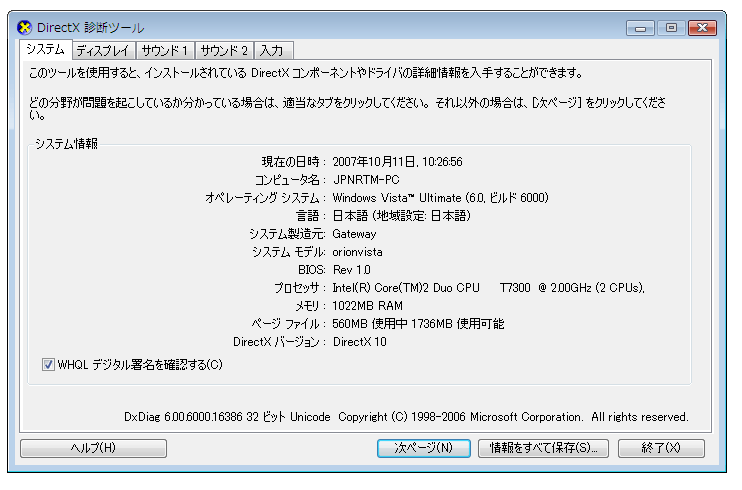 DirectX 診断ツール
システム ディスプレイ サウンド 1 サウンド 2 入力
このツールを使用すると、インストールされている DirectX コンポーネントやドライバの詳細情報を入手することができます。
どの分野が問題を起こしているか分かっている場合は、適当なタブをクリックしてください。それ以外の場合は、[次ページ] をクリックしてくださ
い。
システム情報
現在の日時： 2007年10月11日, 10:26:56
コンピュータ名： JPNRTM-PC
オペレーティング システム： Windows Vista™ Ultimate (6.0, ビルド 6000)
言語： 日本語 (地域設定: 日本語)
システム製造元: Gateway
システム モデル: orionvista
BIOS: Rev 1.0
プロセッサ： Intel(R) Core(TM)2 Duo CPU T7300 @ 2.00GHz (2 CPUs),
メモリ： 1022MB RAM
ページ ファイル： 560MB 使用中 1736MB 使用可能
DirectX バージョン： DirectX 10
WHQL デジタル署名を確認する(C)
DxDiag 6.00.6000.16386 32 ビット Unicode Copyright (C) 1998-2006 Microsoft Corporation. All rights reserved.
ヘルプ(H) 次ページ(N) 情報をすべて保存(S)... 終了(X)